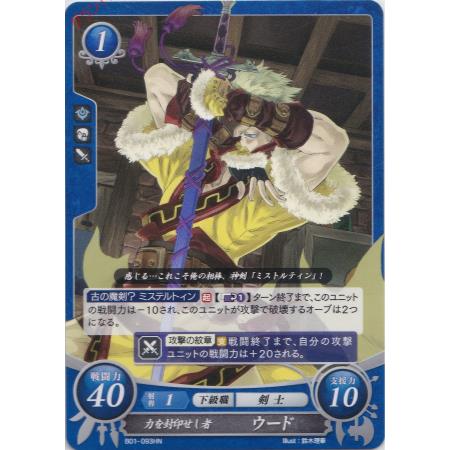 1
感じる…これこそ俺の相棒、神剣「ミストルティン」!
古の魔剣? ミステルトィン 起 1 ターン終了まで、このユニット
の戦闘力は−10され、このユニットが攻撃で破壊するオーブは2つ
になる。
攻撃の紋章 戦闘終了まで、自分の攻撃
ユニットの戦闘力は+20される。
戦闘力
40
射程 1 下級職 剣士
支援力
10
力を封印せし者 ウード
B01-093HN
Illust:鈴木理華